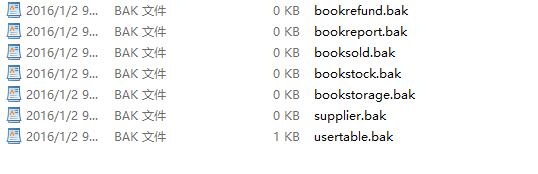 2016/1/2 9... BAK 文件 0 KB bookrefund.bak
2016/1/2 9... BAK 文件 0 KB bookreport.bak
2016/1/2 9... BAK 文件 0 KB booksold.bak
2016/1/2 9... BAK 文件 0 KB bookstock.bak
2016/1/2 9... BAK 文件 0 KB bookstorage.bak
2016/1/2 9... BAK 文件 0 KB supplier.bak
2016/1/2 9... BAK 文件 1 KB usertable.bak